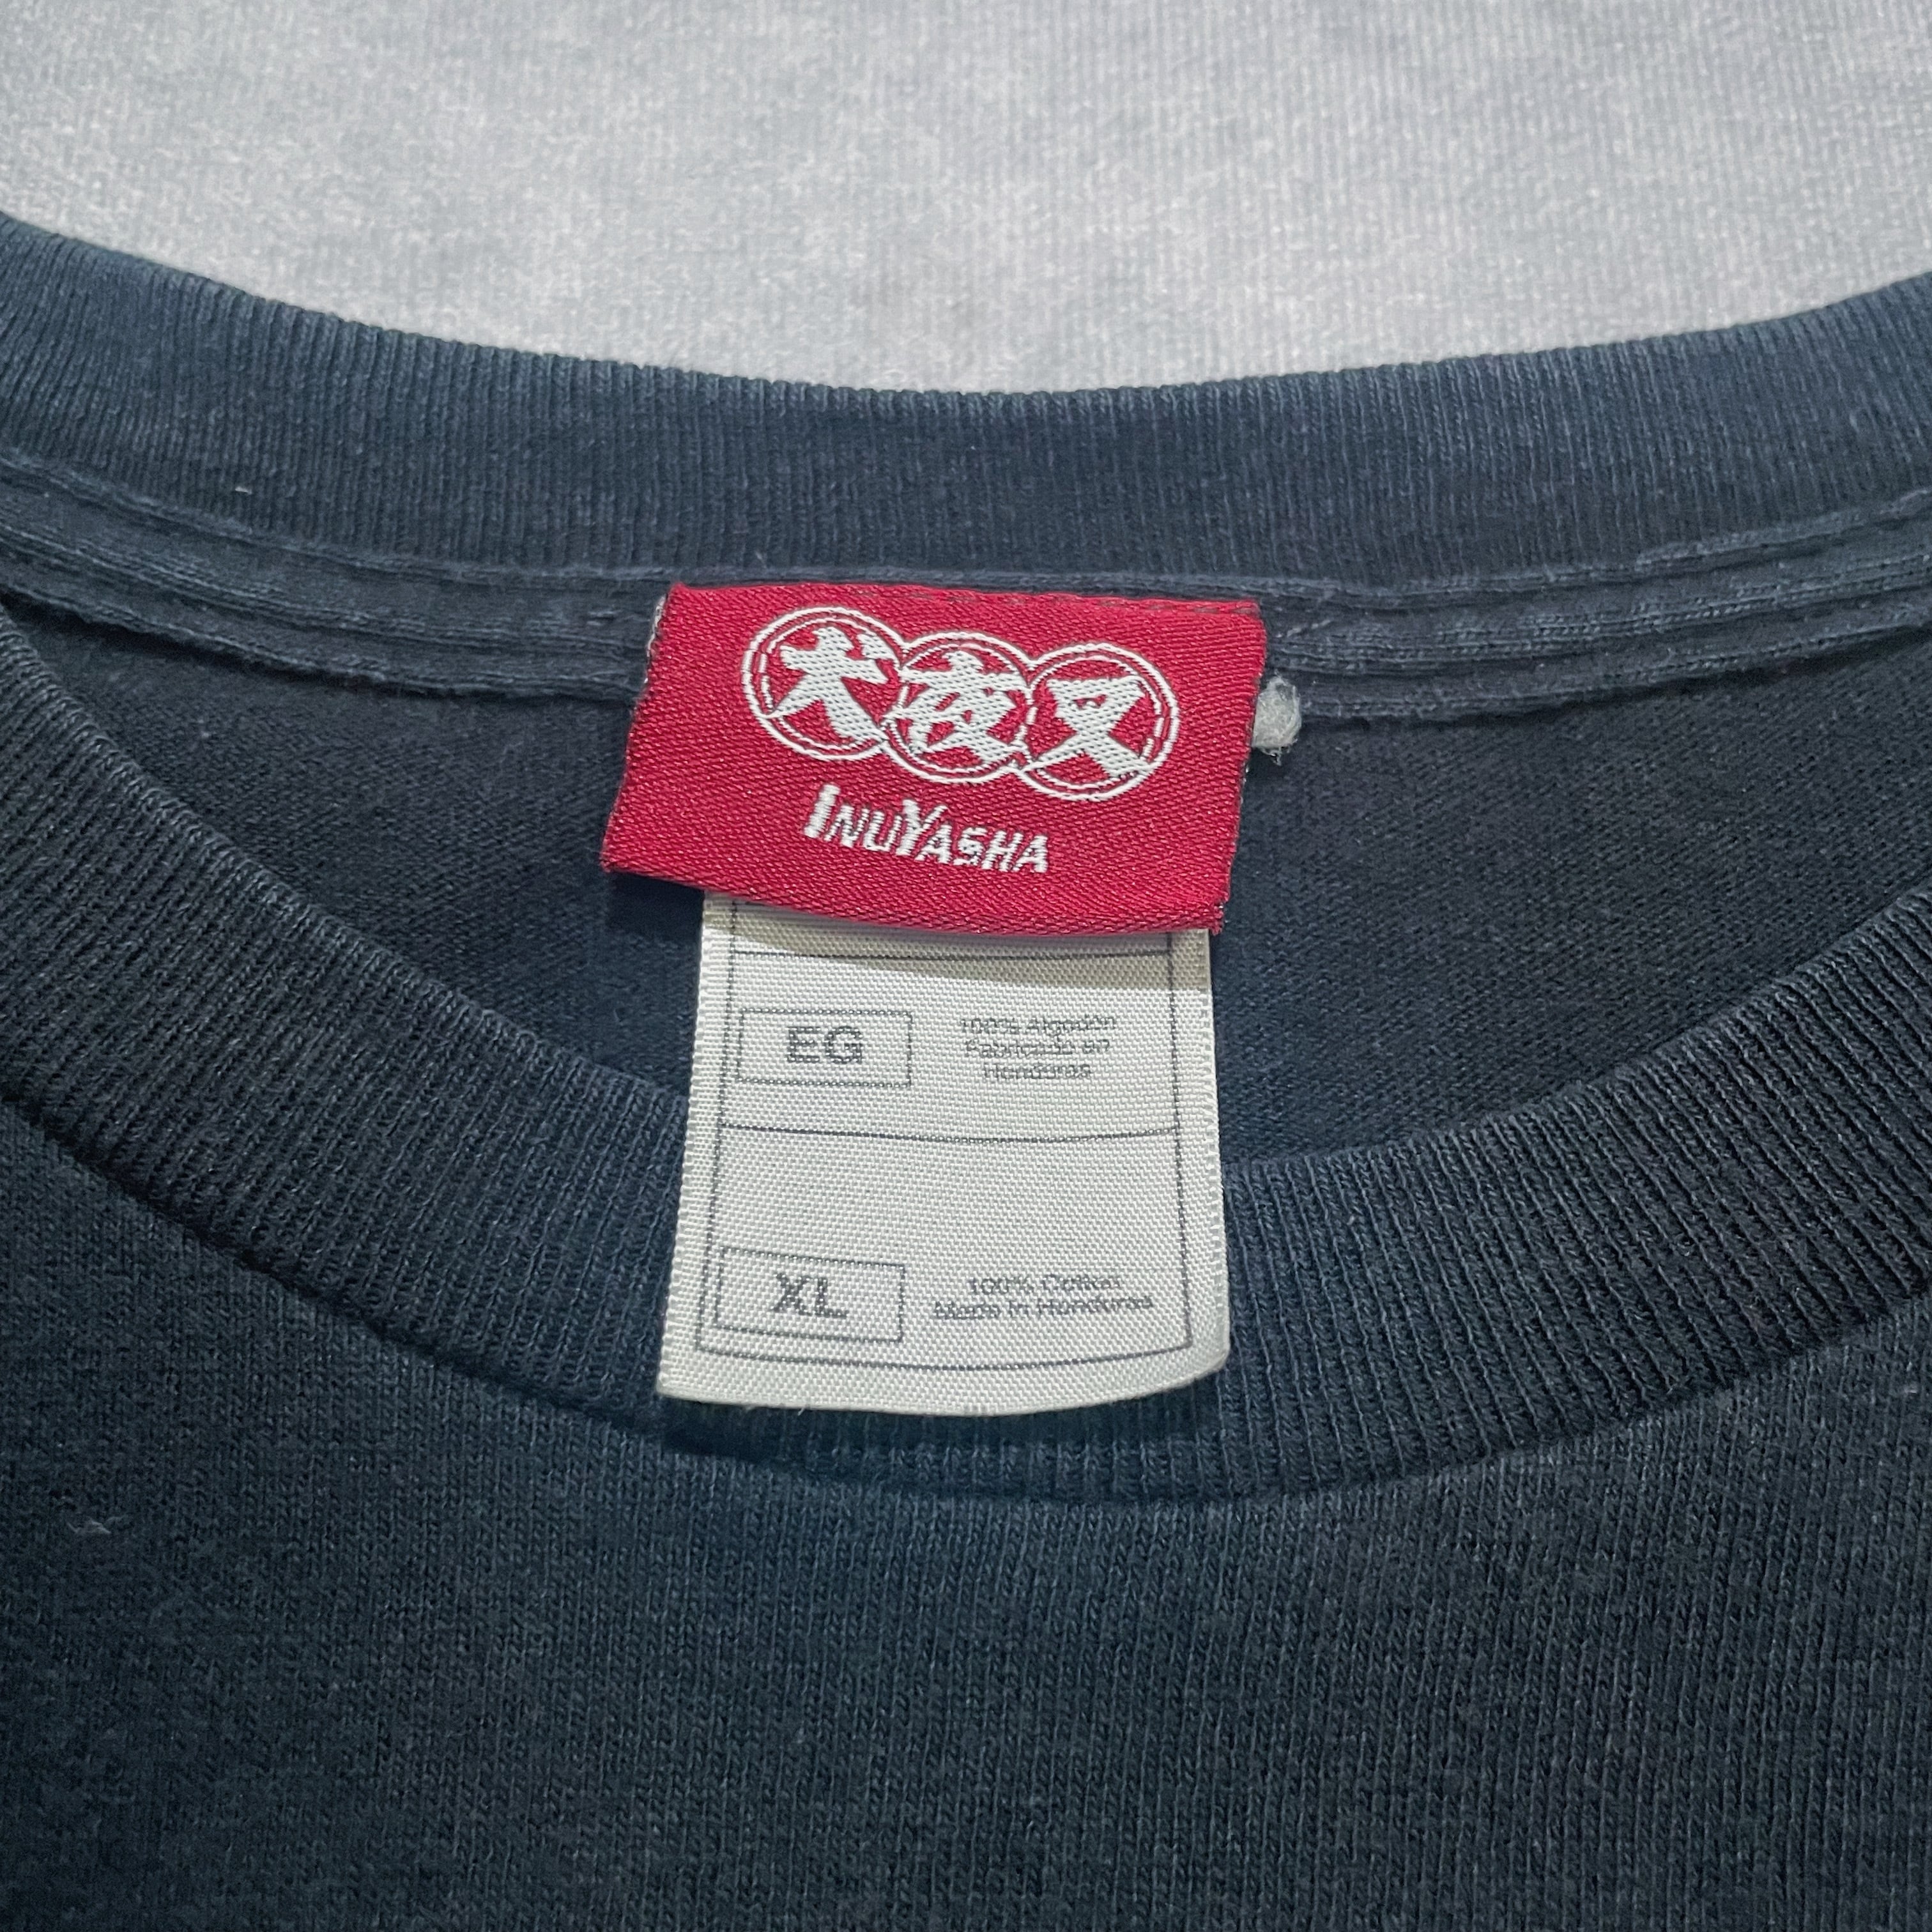 犬夜叉
INUYASHA
EG
100% Algodón
Fabricado en
Honduras
XL
100% Cotton
Made in Honduras